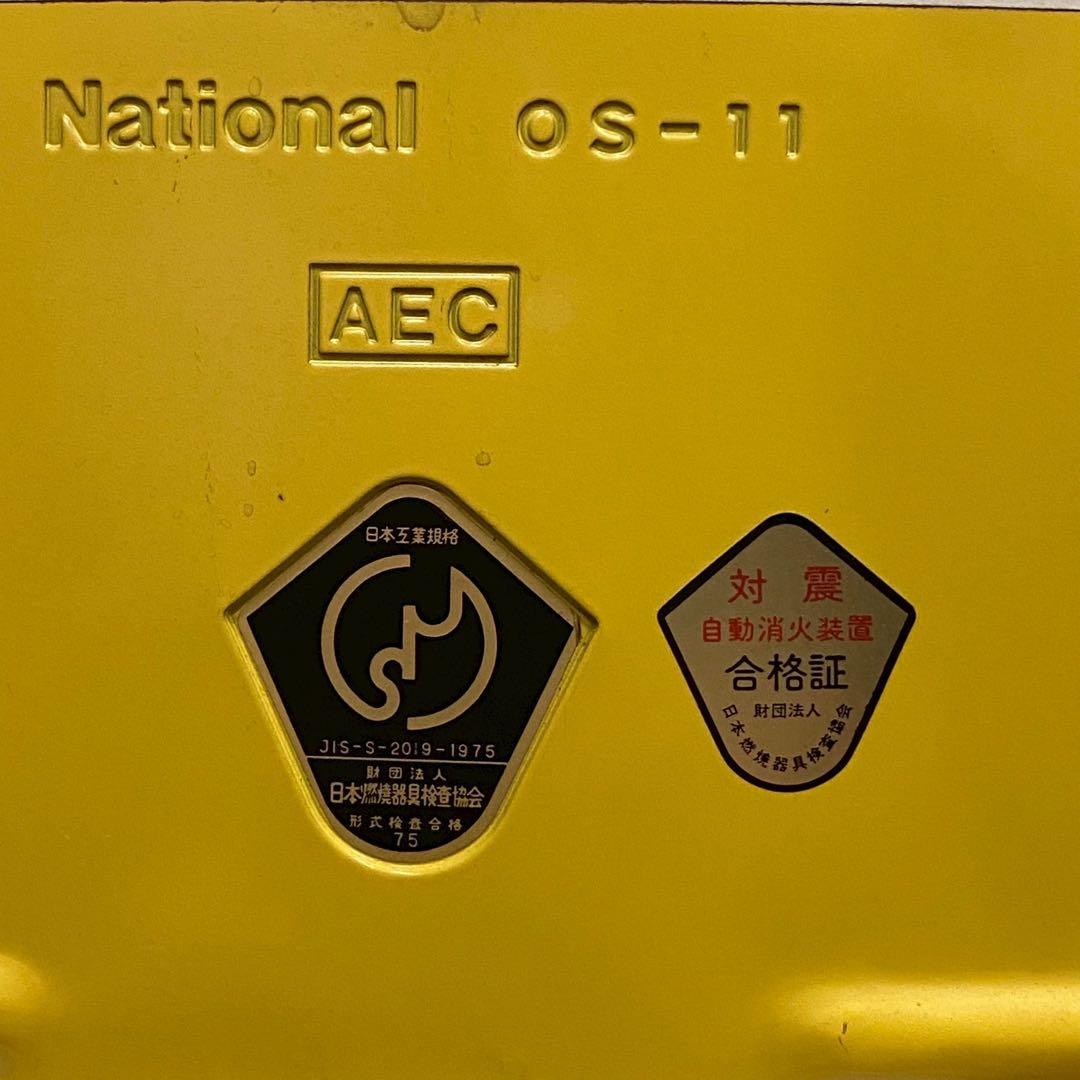 National OS-11
AEC
日本工業規格
JIS-S-2019-1975
財団法人
日本燃焼器具検査協会
形式検査合格
75
対震
自動消火装置
合格証
財団法人
日本燃焼器具検査協会